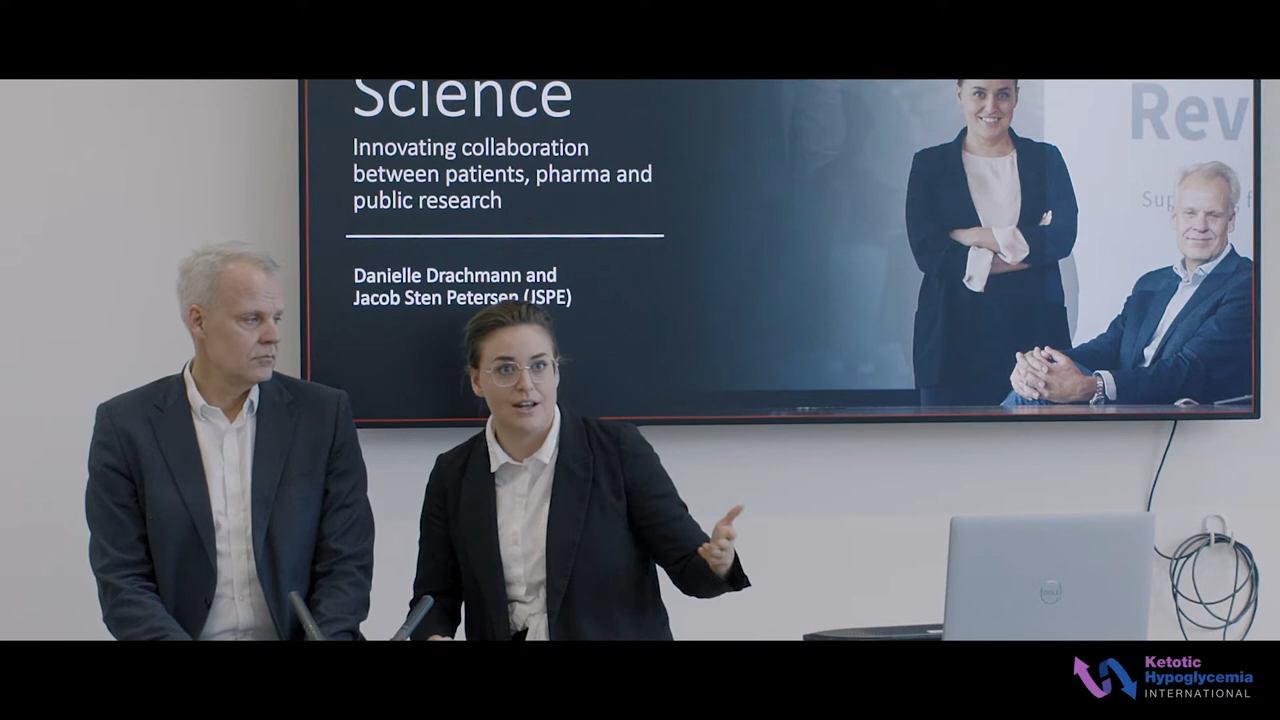 Science
Rev
Innovating collaboration
between patients, pharma and
public research
Danielle Drachmann and
Jacob Sten Petersen (JSPE)
DELL
Ketotic
Hypoglycemia
INTERNATIONAL